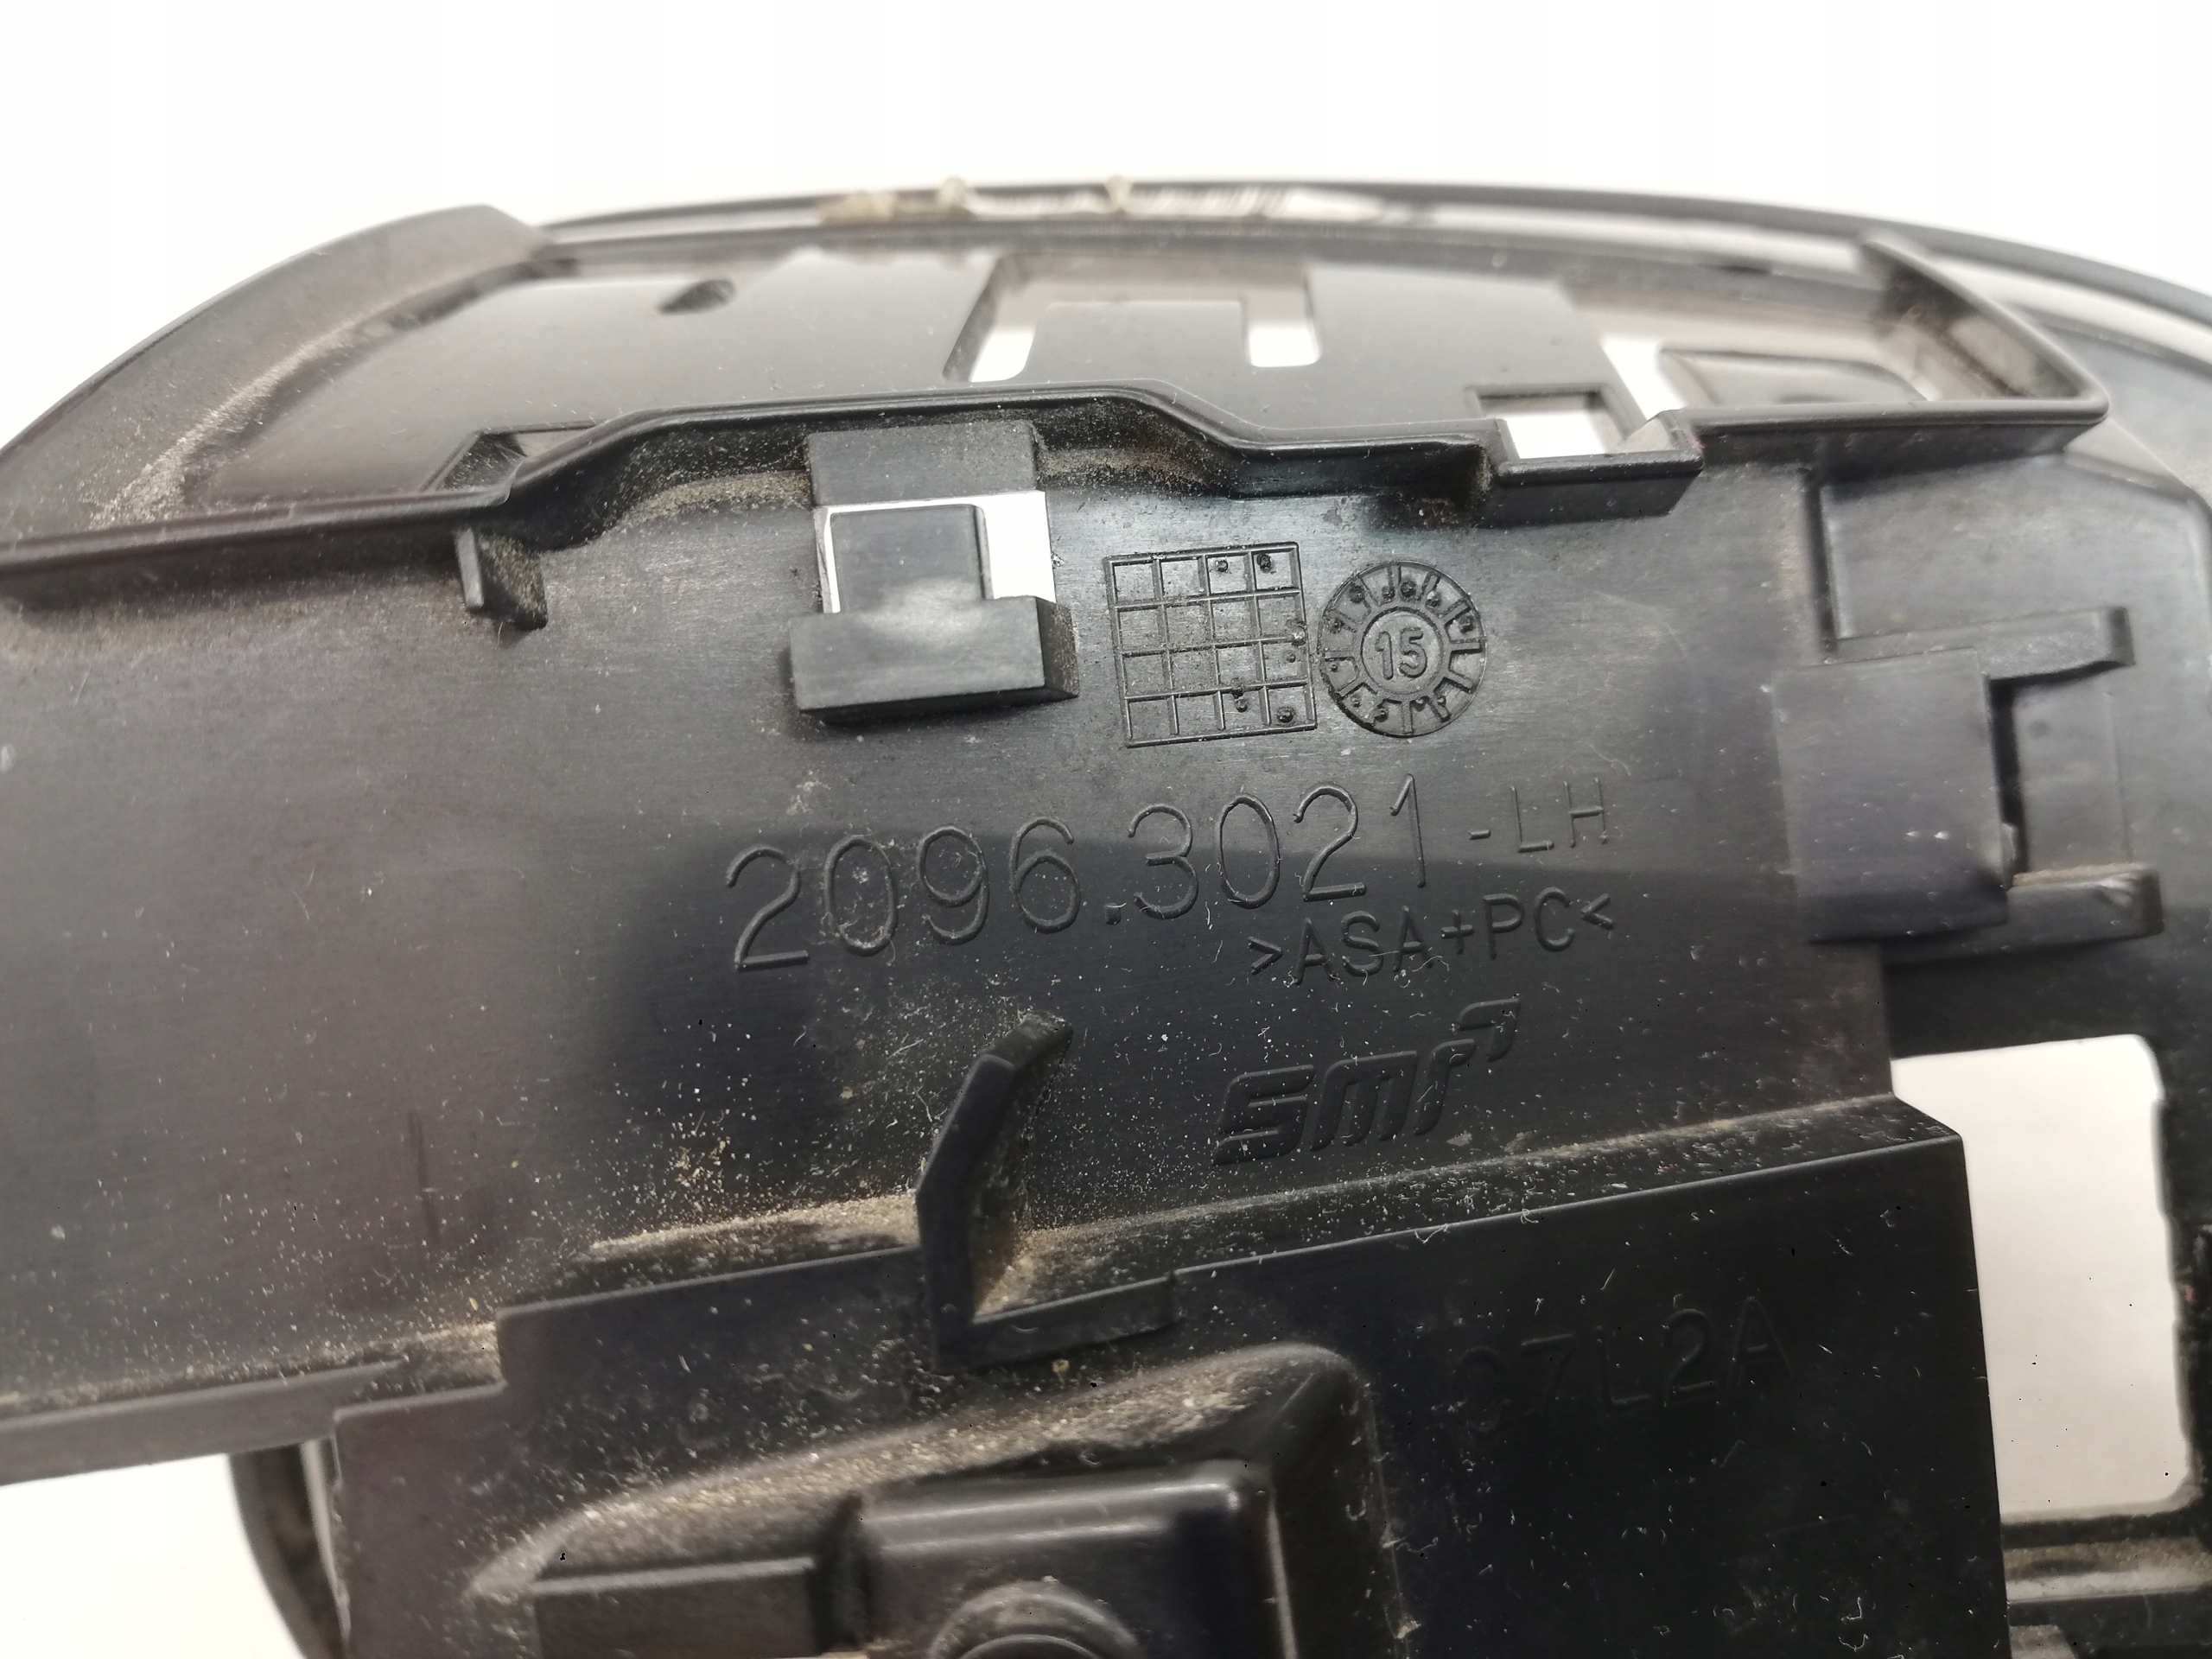 15
2096.3021-LH
>ASA+PC<
smr